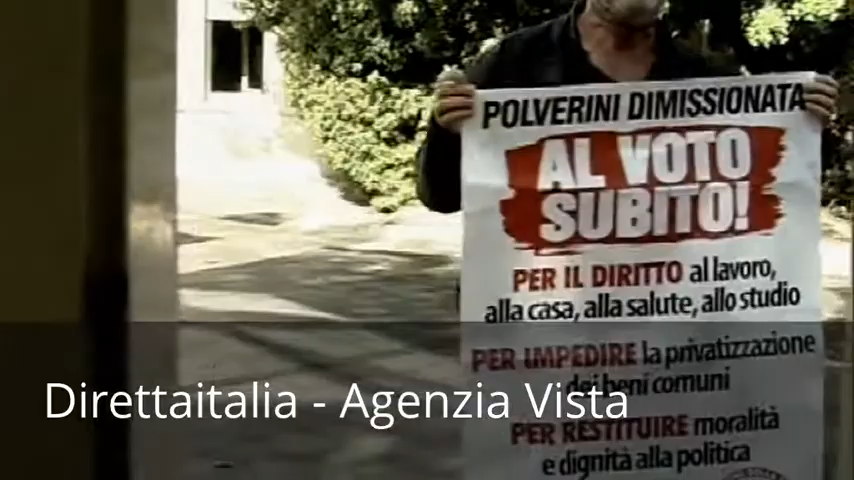 POLVERINI DIMISSIONATA
AL VOTO
SUBITO!
PER IL DIRITTO al lavoro,
alla casa, alla salute, allo studio
PER IMPEDIRE la privatizzazione
dei beni comuni
Direttaitalia - Agenzia Vista
PER RESTITUIRE moralità
e dignità alla politica